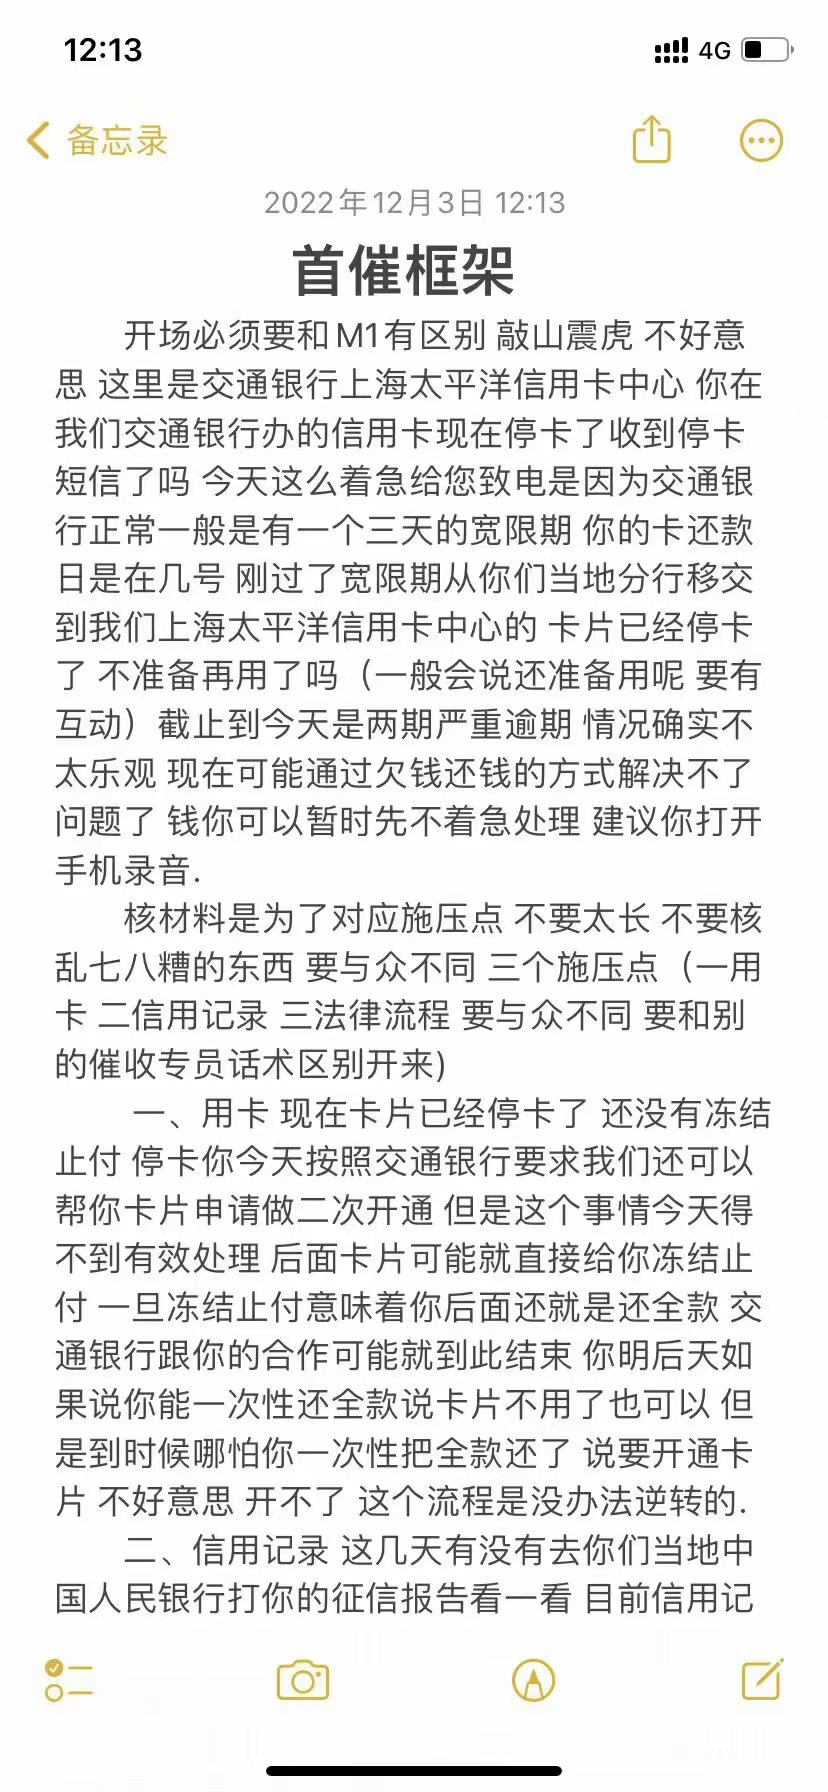 12:13
4G
备忘录
2022年12月3日 12:13
首催框架
开场必须要和M1有区别 敲山震虎 不好意
思 这里是交通银行上海太平洋信用卡中心 你在
我们交通银行办的信用卡现在停卡了收到停卡
短信了吗 今天这么着急给您致电是因为交通银
行正常一般是有一个三天的宽限期 你的卡还款
日是在几号 刚过了宽限期从你们当地分行移交
到我们上海太平洋信用卡中心的 卡片已经停卡
了 不准备再用了吗（一般会说还准备用呢 要有
互动）截止到今天是两期严重逾期 情况确实不
太乐观 现在可能通过欠钱还钱的方式解决不了
问题了 钱你可以暂时先不着急处理 建议你打开
手机录音.
核材料是为了对应施压点 不要太长 不要核
乱七八糟的东西 要与众不同 三个施压点（一用
卡 二信用记录 三法律流程 要与众不同 要和别
的催收专员话术区别开来)
一、用卡 现在卡片已经停卡了 还没有冻结
止付 停卡你今天按照交通银行要求我们还可以
帮你卡片申请做二次开通 但是这个事情今天得
不到有效处理 后面卡片可能就直接给你冻结止
付 一旦冻结止付意味着你后面还就是还全款 交
通银行跟你的合作可能就到此结束 你明后天如
果说你能一次性还全款说卡片不用了也可以 但
是到时候哪怕你一次性把全款还了 说要开通卡
片 不好意思 开不了 这个流程是没办法逆转的.
二、信用记录 这几天有没有去你们当地中
国人民银行打你的征信报告看一看 目前信用记